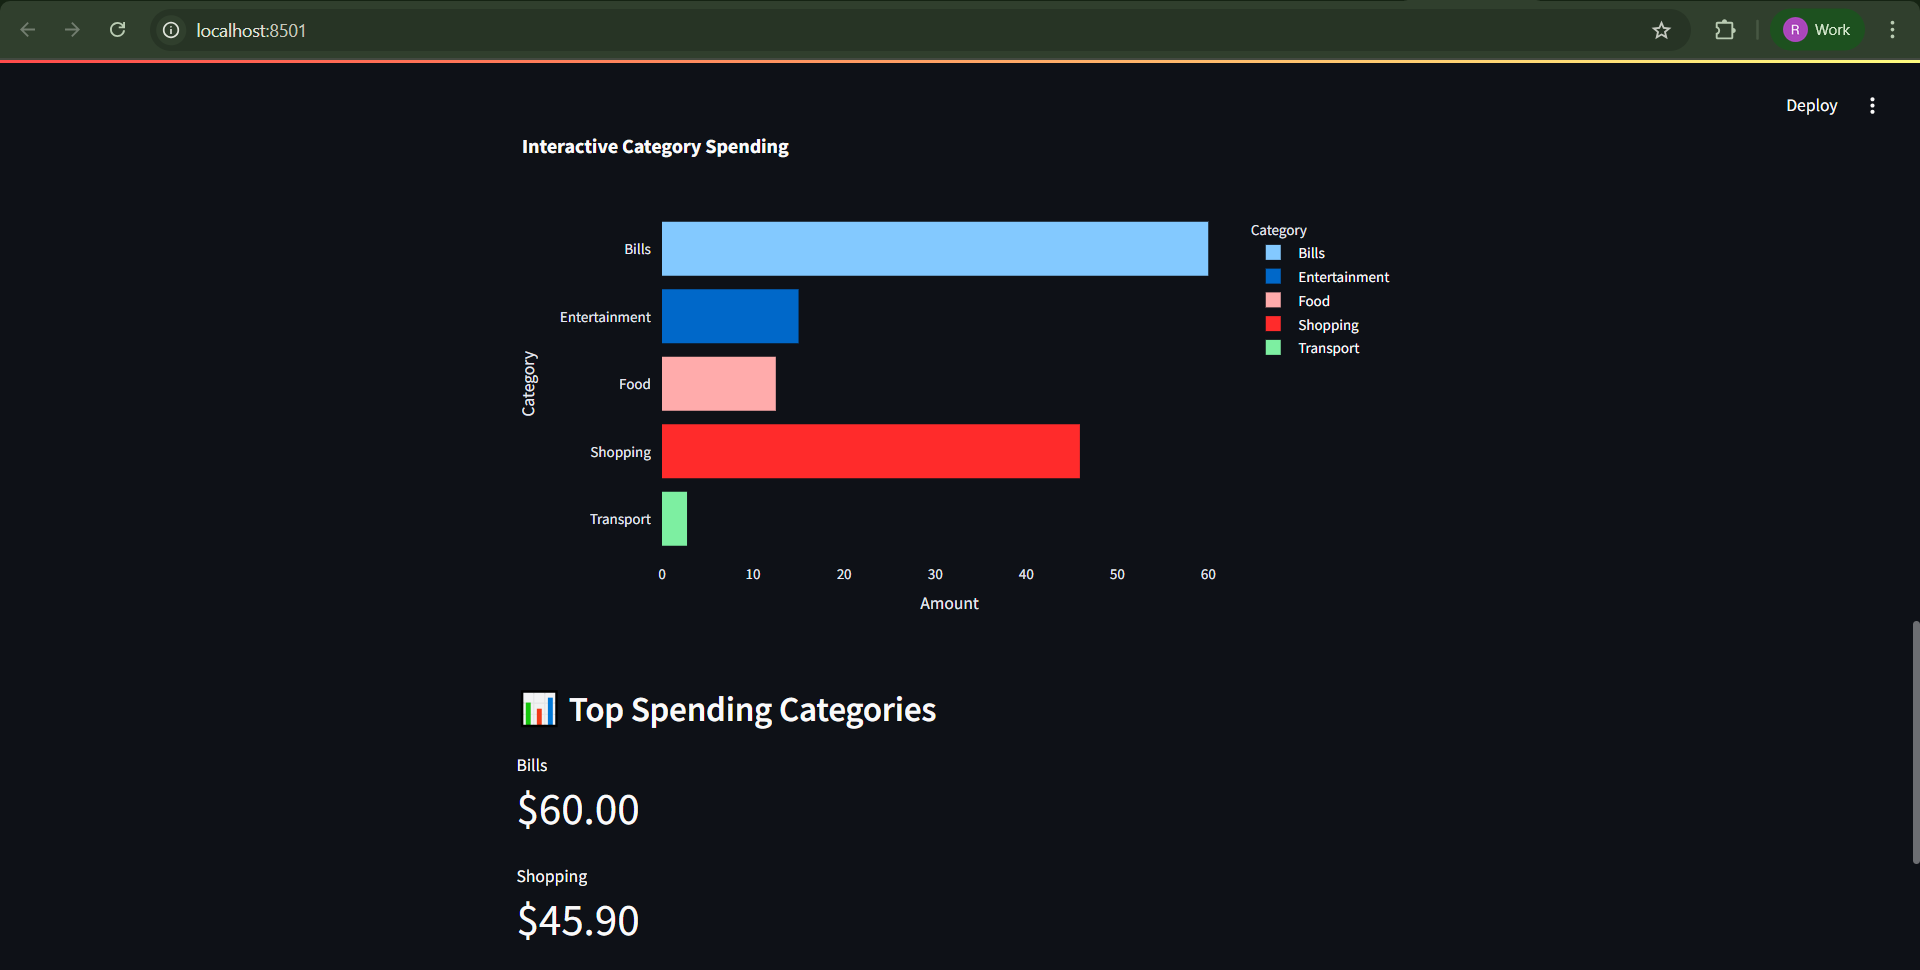 localhost:8501
R Work
Deploy
Interactive Category Spending
Category
Bills
Entertainment
Food
Shopping
Transport
0 10 20 30 40 50 60
Amount
Category
Bills
Entertainment
Food
Shopping
Transport
Top Spending Categories
Bills
$60.00
Shopping
$45.90